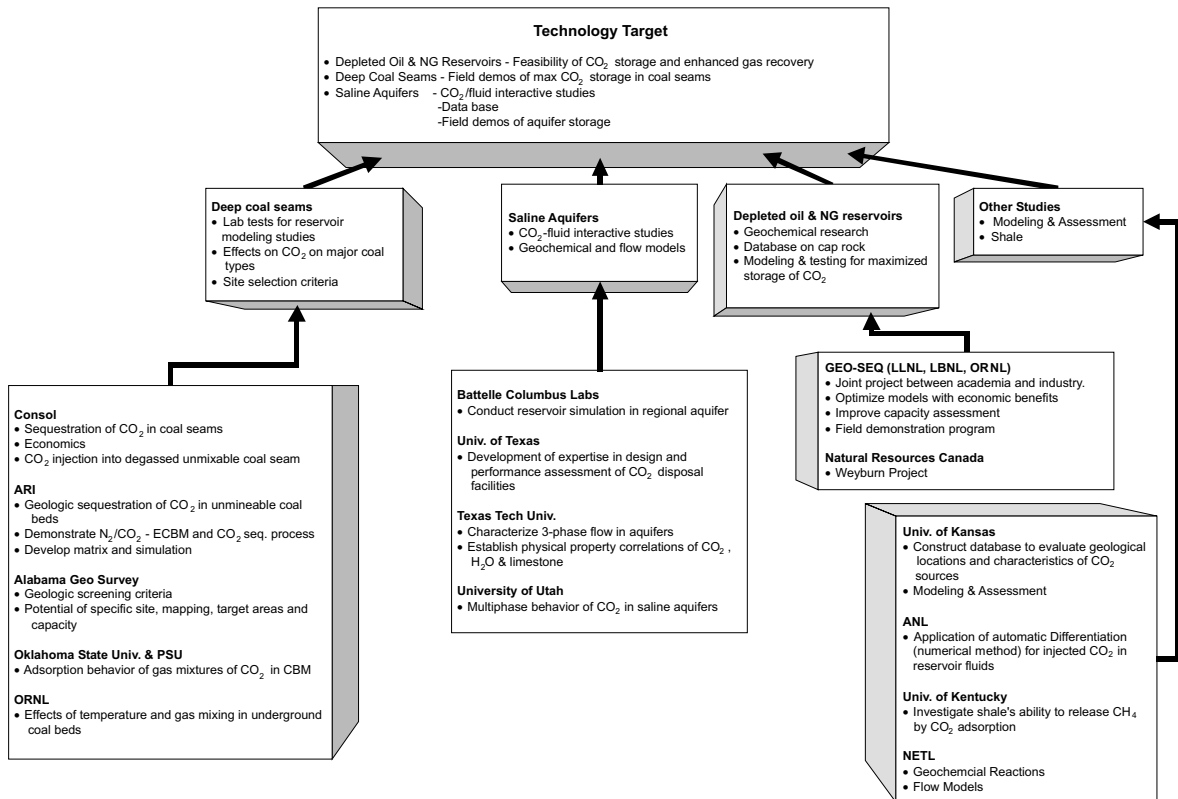 Technology Target
• Depleted Oil & NG Reservoirs - Feasibility of CO2 storage and enhanced gas recovery
• Deep Coal Seams - Field demos of max CO2 storage in coal seams
• Saline Aquifers - CO2/fluid interactive studies
-Data base
-Field demos of aquifer storage
Deep coal seams
• Lab tests for reservoir
modeling studies
• Effects on CO2 on major coal
types
• Site selection criteria
Saline Aquifers
• CO2-fluid interactive studies
• Geochemical and flow models
Depleted oil & NG reservoirs
• Geochemical research
• Database on cap rock
• Modeling & testing for maximized
storage of CO2
Other Studies
• Modeling & Assessment
• Shale
Consol
• Sequestration of CO2 in coal seams
• Economics
• CO2 injection into degassed unmixable coal seam
ARI
• Geologic sequestration of CO2 in unmineable coal
beds
• Demonstrate N2/CO2 - ECBM and CO2 seq. process
• Develop matrix and simulation
Alabama Geo Survey
• Geologic screening criteria
• Potential of specific site, mapping, target areas and
capacity
Oklahoma State Univ. & PSU
• Adsorption behavior of gas mixtures of CO2 in CBM
ORNL
• Effects of temperature and gas mixing in underground
coal beds
Battelle Columbus Labs
• Conduct reservoir simulation in regional aquifer
Univ. of Texas
• Development of expertise in design and
performance assessment of CO2 disposal
facilities
Texas Tech Univ.
• Characterize 3-phase flow in aquifers
• Establish physical property correlations of CO2 ,
H2O & limestone
University of Utah
• Multiphase behavior of CO2 in saline aquifers
GEO-SEQ (LLNL, LBNL, ORNL)
• Joint project between academia and industry.
• Optimize models with economic benefits
• Improve capacity assessment
• Field demonstration program
Natural Resources Canada
• Weyburn Project
Univ. of Kansas
• Construct database to evaluate geological
locations and characteristics of CO2
sources
• Modeling & Assessment
ANL
• Application of automatic Differentiation
(numerical method) for injected CO2 in
reservoir fluids
Univ. of Kentucky
• Investigate shale's ability to release CH4
by CO2 adsorption
NETL
• Geochemcial Reactions
• Flow Models